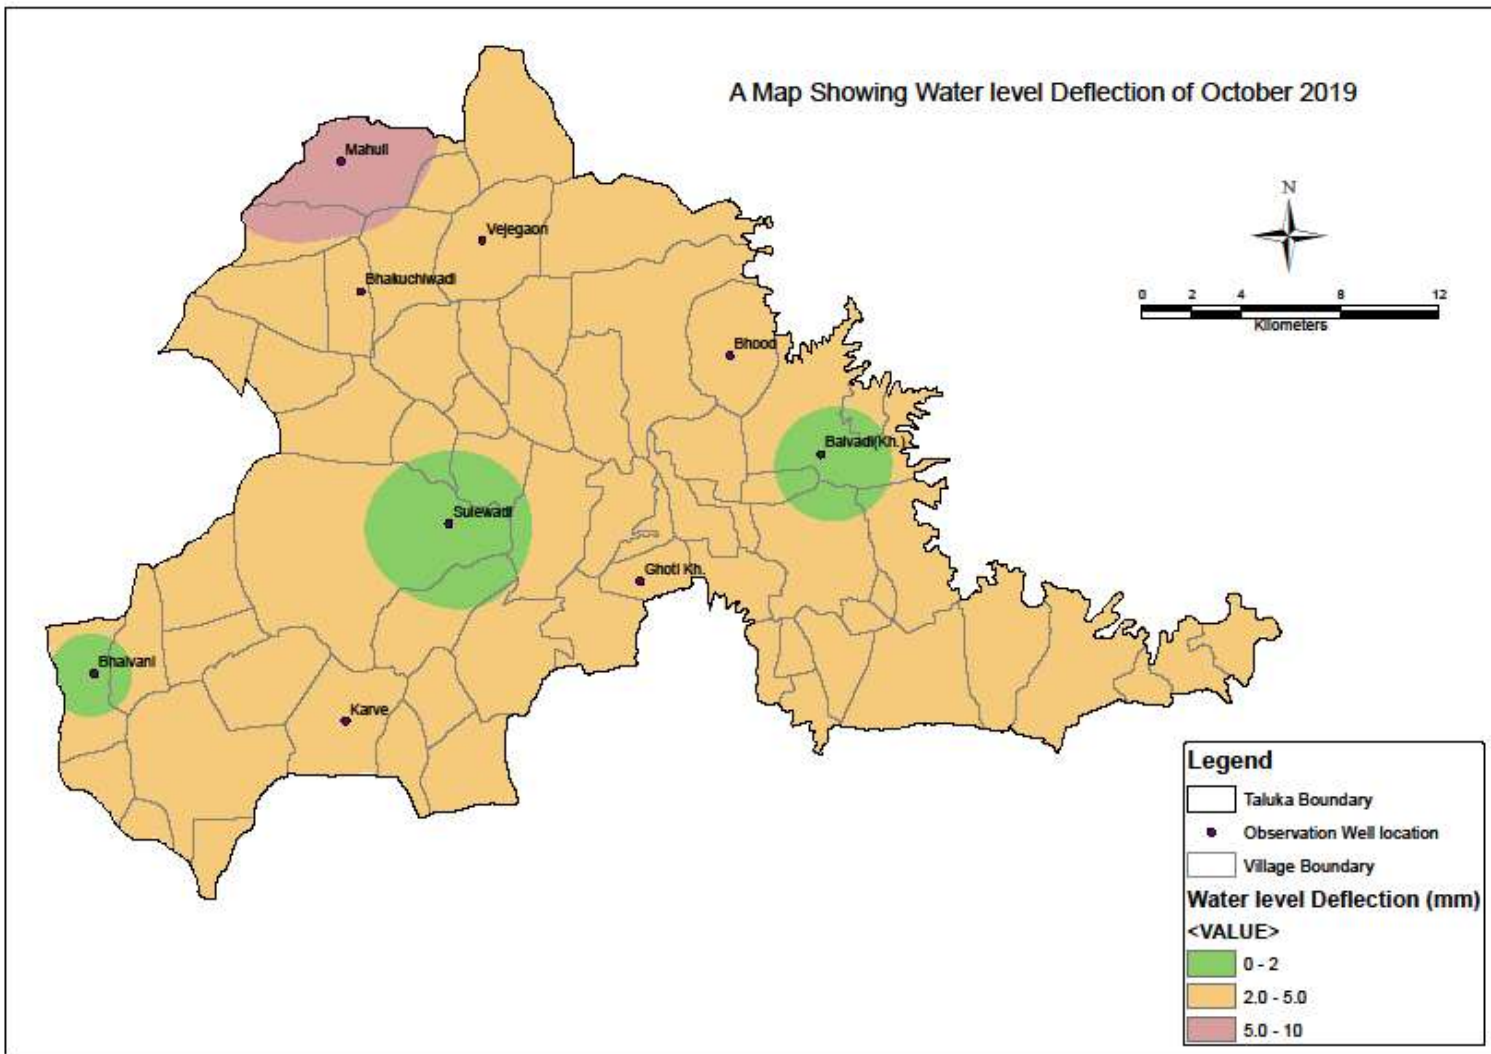 A Map Showing Water level Deflection of October 2019
Mahuli
N
Vejegaon
Bhakuchiwadi
0 2 4 8 12
Kilometers
Bhood
Balvadi(Kh.)
Sulewadi
Ghoti Kh.
Bhalvani
Karve
Legend
Taluka Boundary
Observation Well location
Village Boundary
Water level Deflection (mm)
<VALUE>
0 - 2
2.0 - 5.0
5.0 - 10